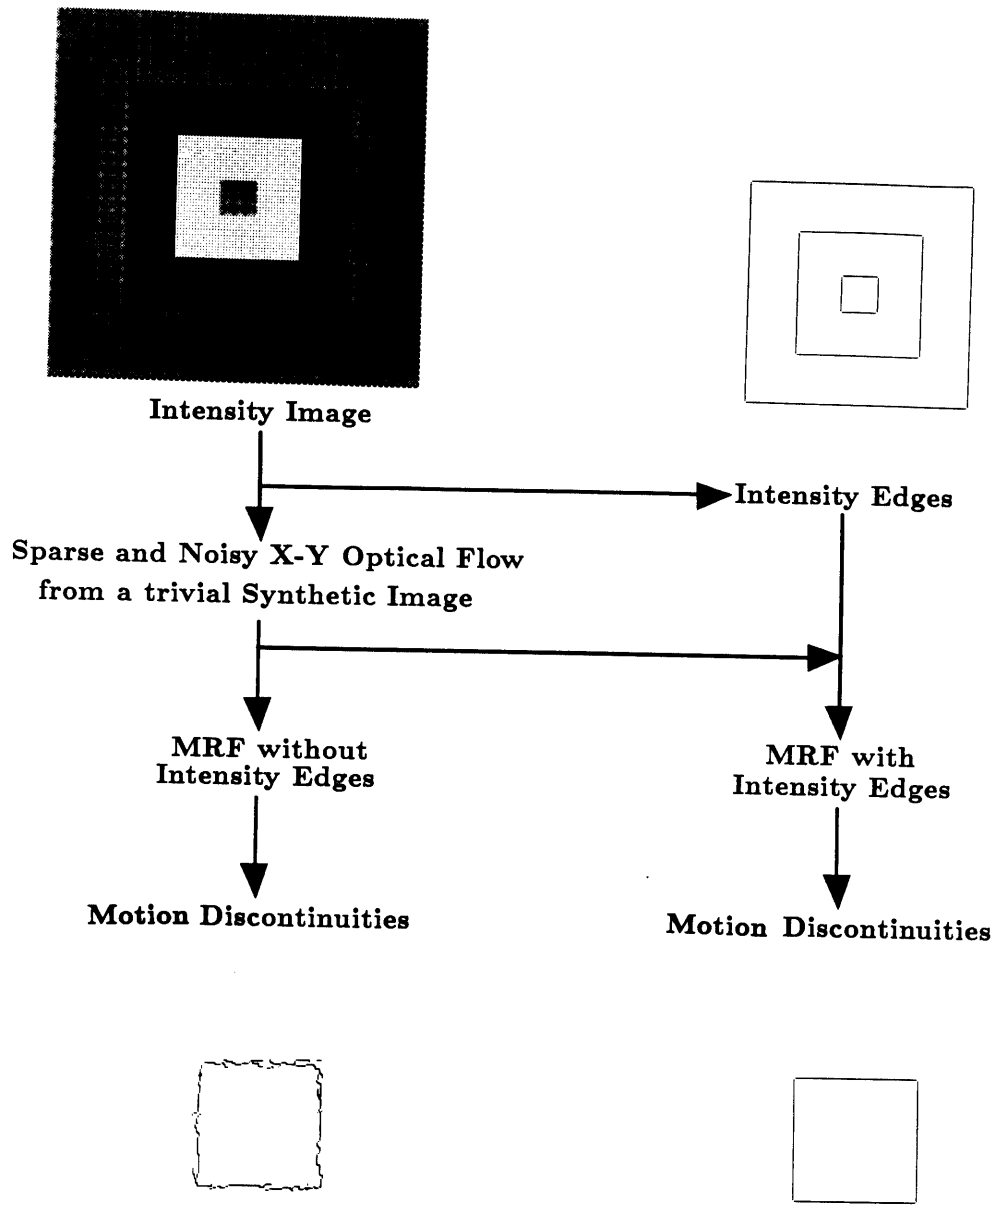 Intensity Image
Intensity Edges
Sparse and Noisy X-Y Optical Flow
from a trivial Synthetic Image
MRF without
Intensity Edges
MRF with
Intensity Edges
Motion Discontinuities
Motion Discontinuities